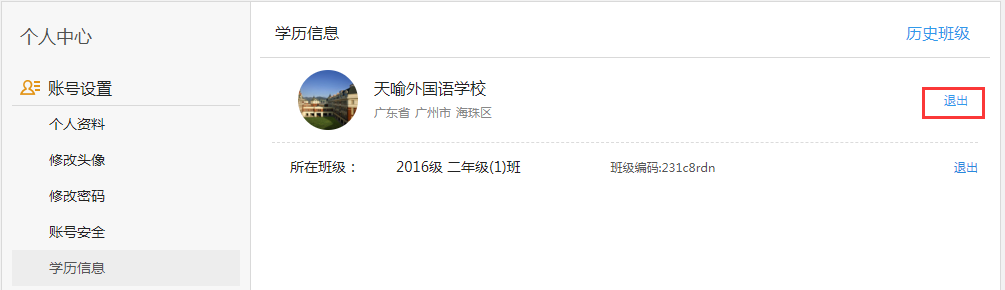 个人中心
账号设置
个人资料
修改头像
修改密码
账号安全
学历信息
学历信息 历史班级
天喻外国语学校
广东省 广州市 海珠区
退出
所在班级： 2016级 二年级(1)班 班级编码:231c8rdn 退出